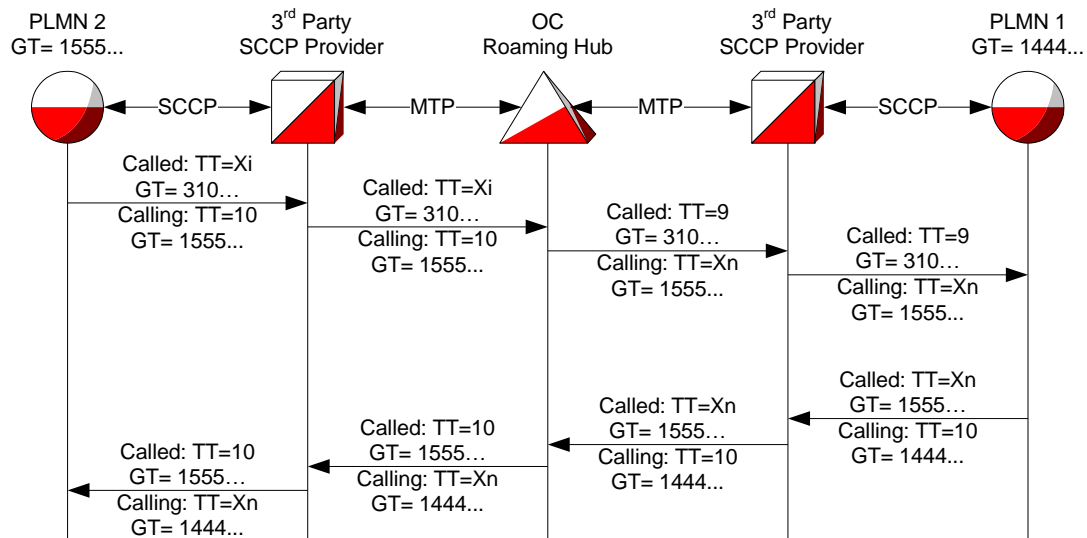 PLMN 2
GT= 1555...
3rd Party
SCCP Provider
OC
Roaming Hub
3rd Party
SCCP Provider
PLMN 1
GT= 1444...
SCCP
MTP
MTP
SCCP
Called: TT=Xi
GT= 310…
Calling: TT=10
GT= 1555...
Called: TT=Xi
GT= 310…
Calling: TT=10
GT= 1555...
Called: TT=9
GT= 310…
Calling: TT=Xn
GT= 1555...
Called: TT=9
GT= 310…
Calling: TT=Xn
GT= 1555...
Called: TT=Xn
GT= 1555…
Calling: TT=10
GT= 1444...
Called: TT=Xn
GT= 1555…
Calling: TT=10
GT= 1444...
Called: TT=10
GT= 1555…
Calling: TT=Xn
GT= 1444...
Called: TT=10
GT= 1555…
Calling: TT=Xn
GT= 1444...